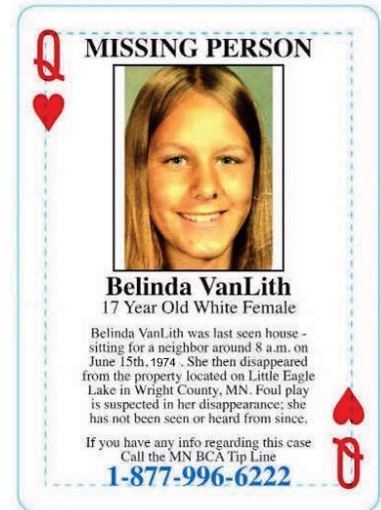 Q
MISSING PERSON
Belinda VanLith
17 Year Old White Female
Belinda VanLith was last seen house -
sitting for a neighbor around 8 a.m. on
June 15th, 1974 . She then disappeared
from the property located on Little Eagle
Lake in Wright County, MN. Foul play
is suspected in her disappearance; she
has not been seen or heard from since.
If you have any info regarding this case
Call the MN BCA Tip Line
1-877-996-6222
Q